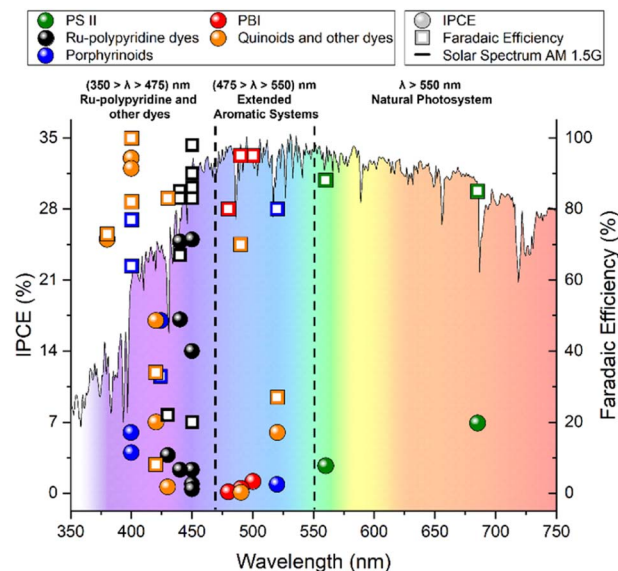 PS II
PBI
IPCE
Ru-polypyridine dyes
Quinoids and other dyes
Faradaic Efficiency
Porphyrinoids
Solar Spectrum AM 1.5G
(350 > λ > 475) nm
(475 > λ > 550) nm
λ > 550 nm
Ru-polypyridine and
Extended
Natural Photosystem
other dyes
Aromatic Systems
35
100
28
80
21
60
14
40
7
20
0
0
IPCE (%)
Faradaic Efficiency (%)
350
400
450
500
550
600
650
700
750
Wavelength (nm)